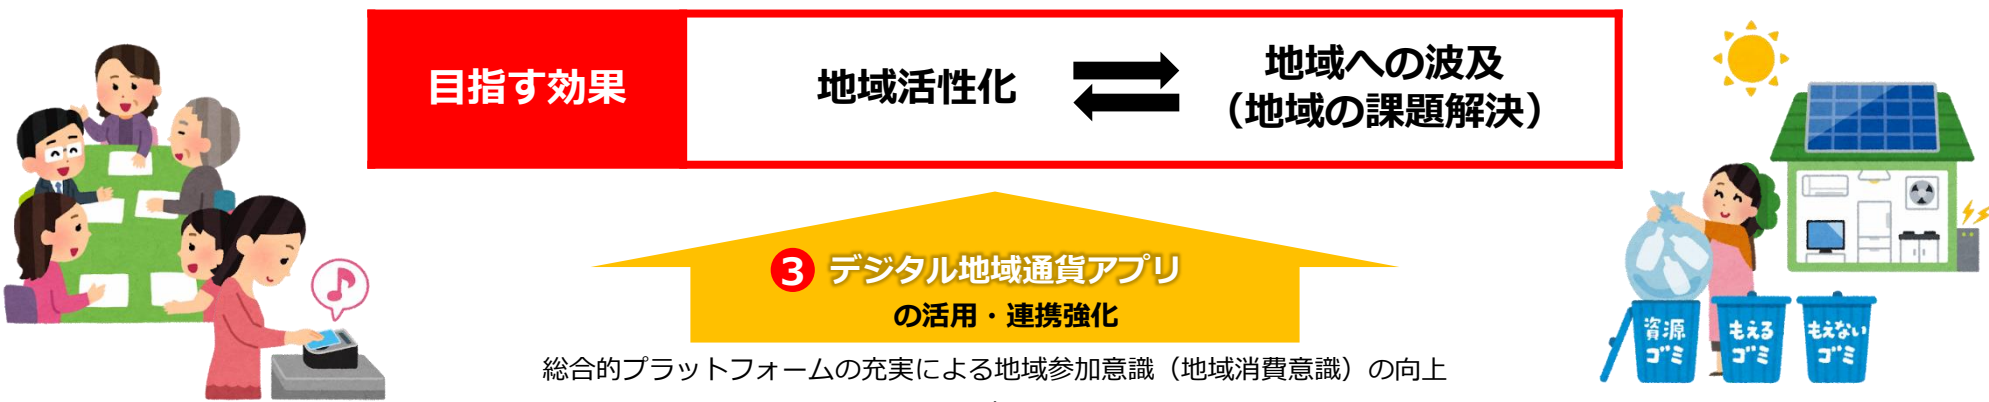 目指す効果
地域活性化
地域への波及
（地域の課題解決）
3 デジタル地域通貨アプリ
の活用・連携強化
総合的プラットフォームの充実による地域参加意識（地域消費意識）の向上
資源
ゴミ
もえる
ゴミ
もえない
ゴミ